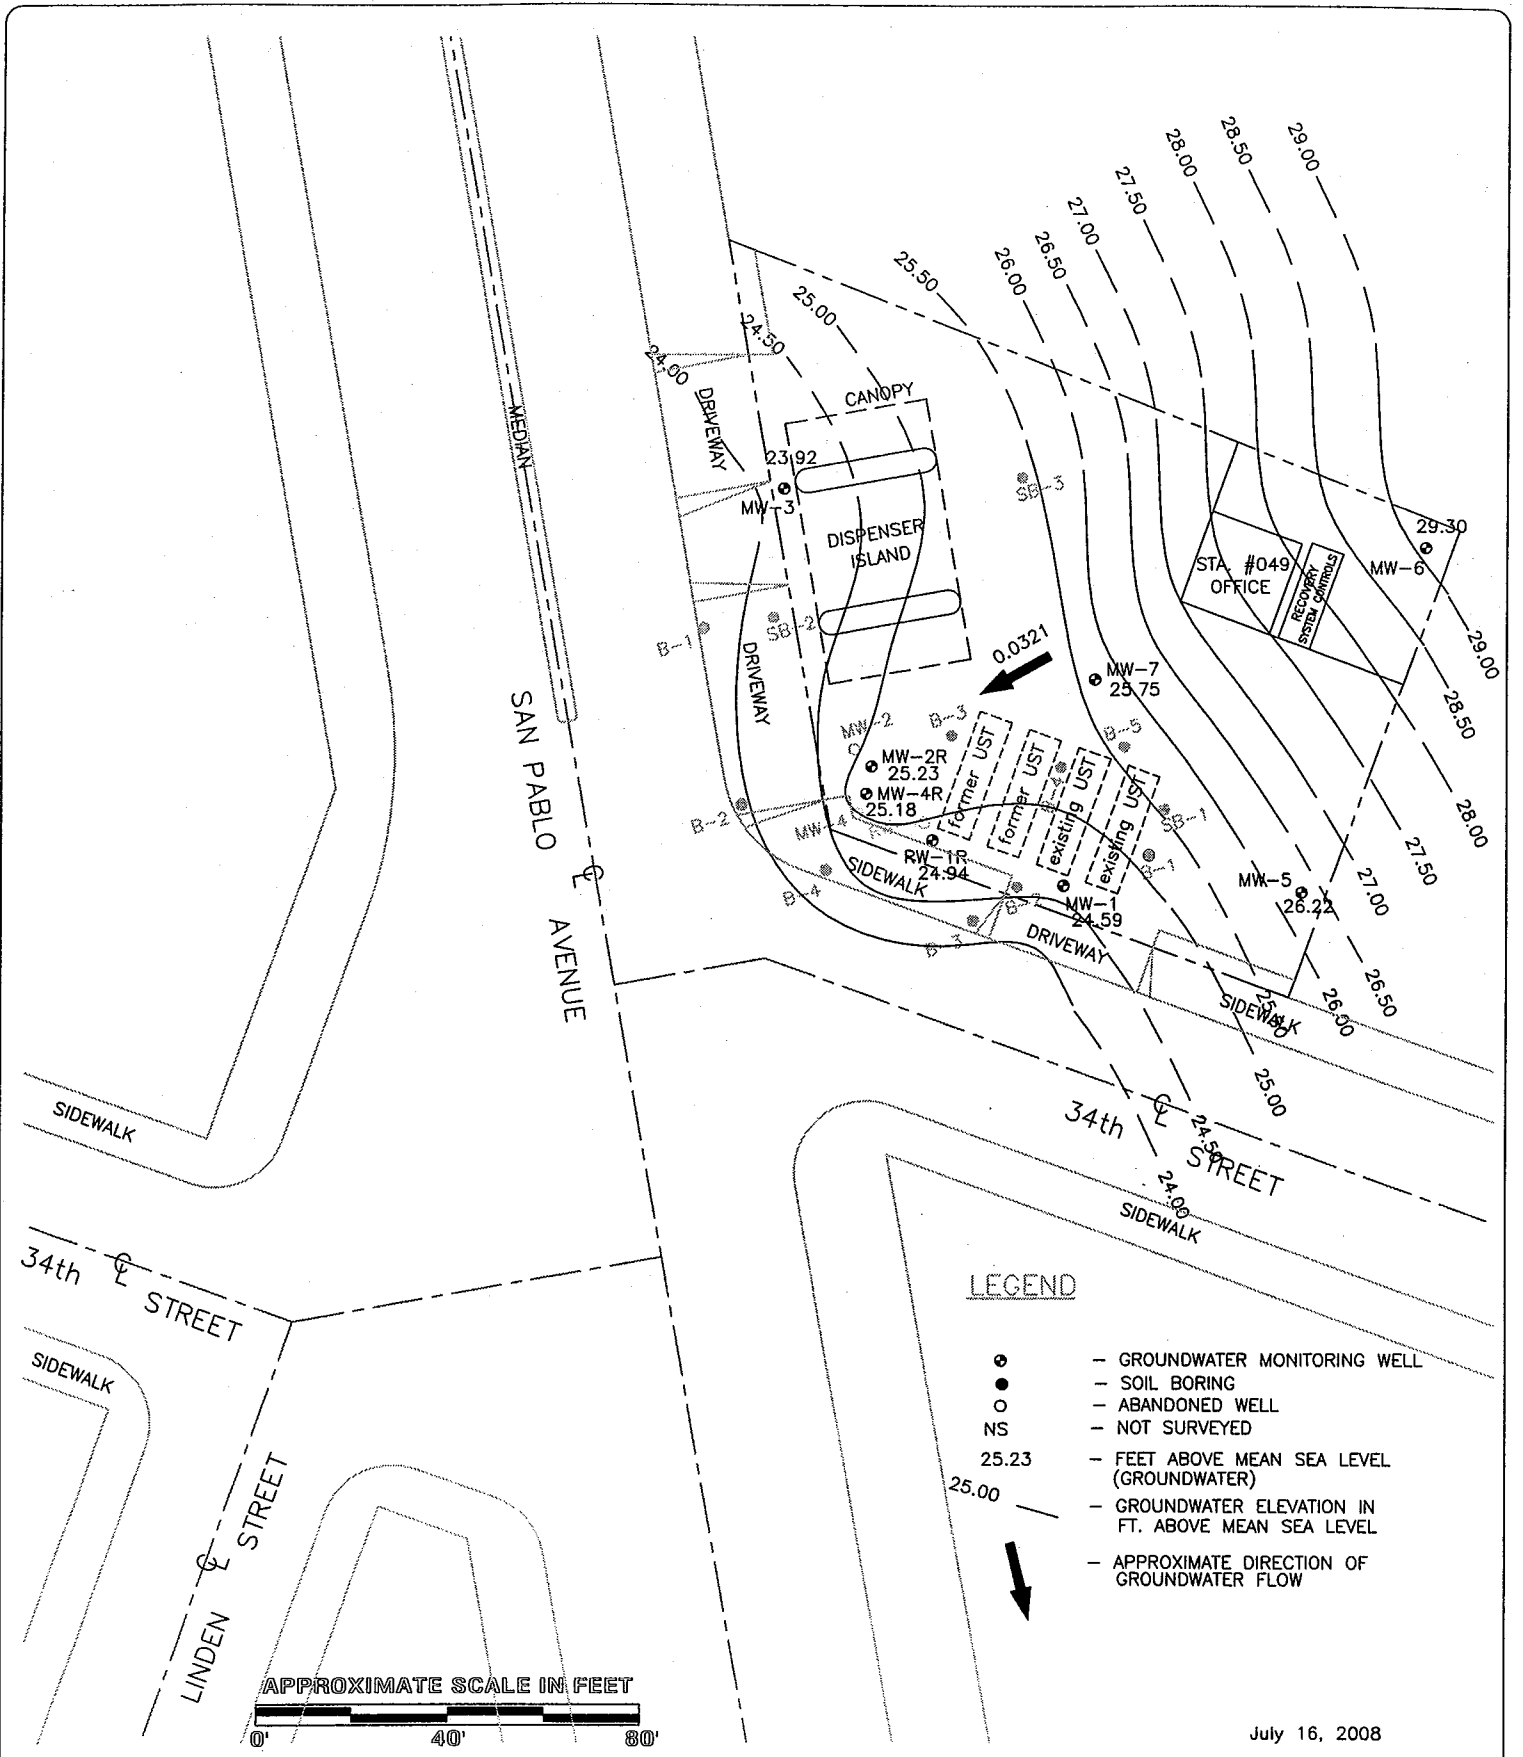 29.00
28.50
28.00
27.50
27.00
26.50
26.00
25.50
25.00
24.50
24.00
DRIVEWAY
CANOPY
MEDIAN
23.92
MW-3
SB-3
DISPENSER
ISLAND
29.30
MW-6
STA. #049
OFFICE
RECOVERY
SYSTEM CONTROLS
B-1
SB-2
DRIVEWAY
0.0321
MW-7
25.75
29.00
28.50
28.00
27.50
27.00
26.50
26.00
25.00
24.50
24.00
SAN PABLO
AVENUE
MW-2
B-3
B-5
MW-2R
25.23
MW-4R
25.18
former UST
former UST
existing UST
existing UST
B-4
SB-1
B-2
MW-4
RW-1R
24.94
B-1
SIDEWALK
MW-5
26.22
B-4
B-2
MW-1
24.59
B-3
DRIVEWAY
SIDEWALK
℄
34th
℄
STREET
SIDEWALK
SIDEWALK
34th
℄
STREET
SIDEWALK
LINDEN
℄
STREET
LEGEND
- GROUNDWATER MONITORING WELL
- SOIL BORING
- ABANDONED WELL
NS - NOT SURVEYED
25.23 - FEET ABOVE MEAN SEA LEVEL
(GROUNDWATER)
25.00 - GROUNDWATER ELEVATION IN
FT. ABOVE MEAN SEA LEVEL
- APPROXIMATE DIRECTION OF
GROUNDWATER FLOW
APPROXIMATE SCALE IN FEET
0' 40' 80'
July 16, 2008